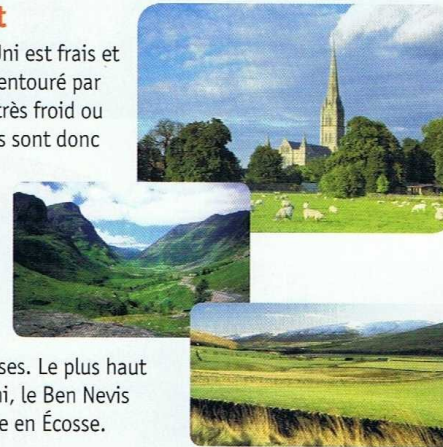 t
ni est frais et
entouré par
très froid ou
s sont donc
ses. Le plus haut
ni, le Ben Nevis
e en Écosse.